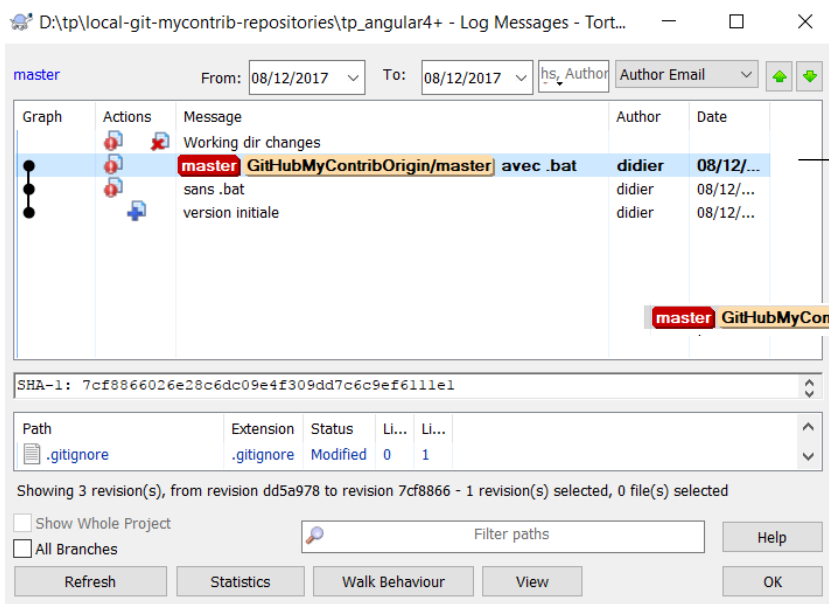 D:\tp\local-git-mycontrib-repositories\tp_angular4+ - Log Messages - Tort...
master From: 08/12/2017 To: 08/12/2017 hs, Author Author Email
Graph Actions Message Author Date
Working dir changes
master GitHubMyContribOrigin/master avec .bat didier 08/12/...
sans .bat didier 08/12/...
version initiale didier 08/12/...
master GitHubMyCon
SHA-1: 7cf8866026e28c6dc09e4f309dd7c6c9ef6111e1
Path Extension Status Li... Li...
.gitignore .gitignore Modified 0 1
Showing 3 revision(s), from revision dd5a978 to revision 7cf8866 - 1 revision(s) selected, 0 file(s) selected
Show Whole Project
Filter paths Help
All Branches
Refresh Statistics Walk Behaviour View OK